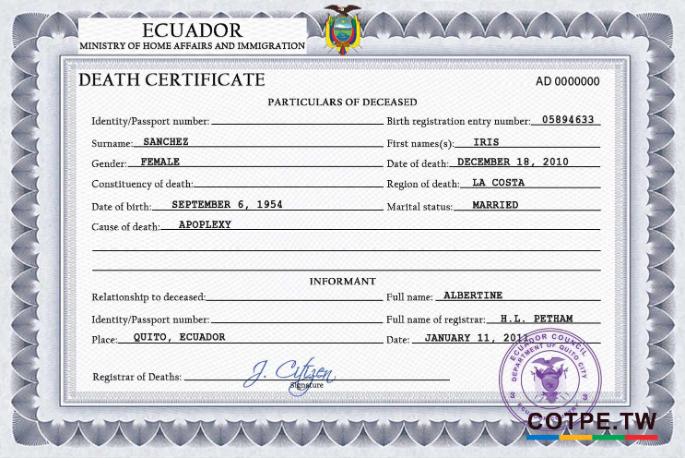 ECUADOR
MINISTRY OF HOME AFFAIRS AND IMMIGRATION
DEATH CERTIFICATE
AD 0000000
PARTICULARS OF DECEASED
Identity/Passport number: Birth registration entry number: 05894633
Surname: SANCHEZ First names(s): IRIS
Gender: FEMALE Date of death: DECEMBER 18, 2010
Constituency of death: Region of death: LA COSTA
Date of birth: SEPTEMBER 6, 1954 Marital status: MARRIED
Cause of death: APOPLEXY
INFORMANT
Relationship to deceased: Full name: ALBERTINE
Identity/Passport number: Full name of registrar: H.L. PETHAM
Place: QUITO, ECUADOR Date: JANUARY 11, 2011
Registrar of Deaths: J. Citizen
Signature
ECUADOR COUNCIL
DEPARTMENT OF QUITO CITY
3 3
COTPE.TW